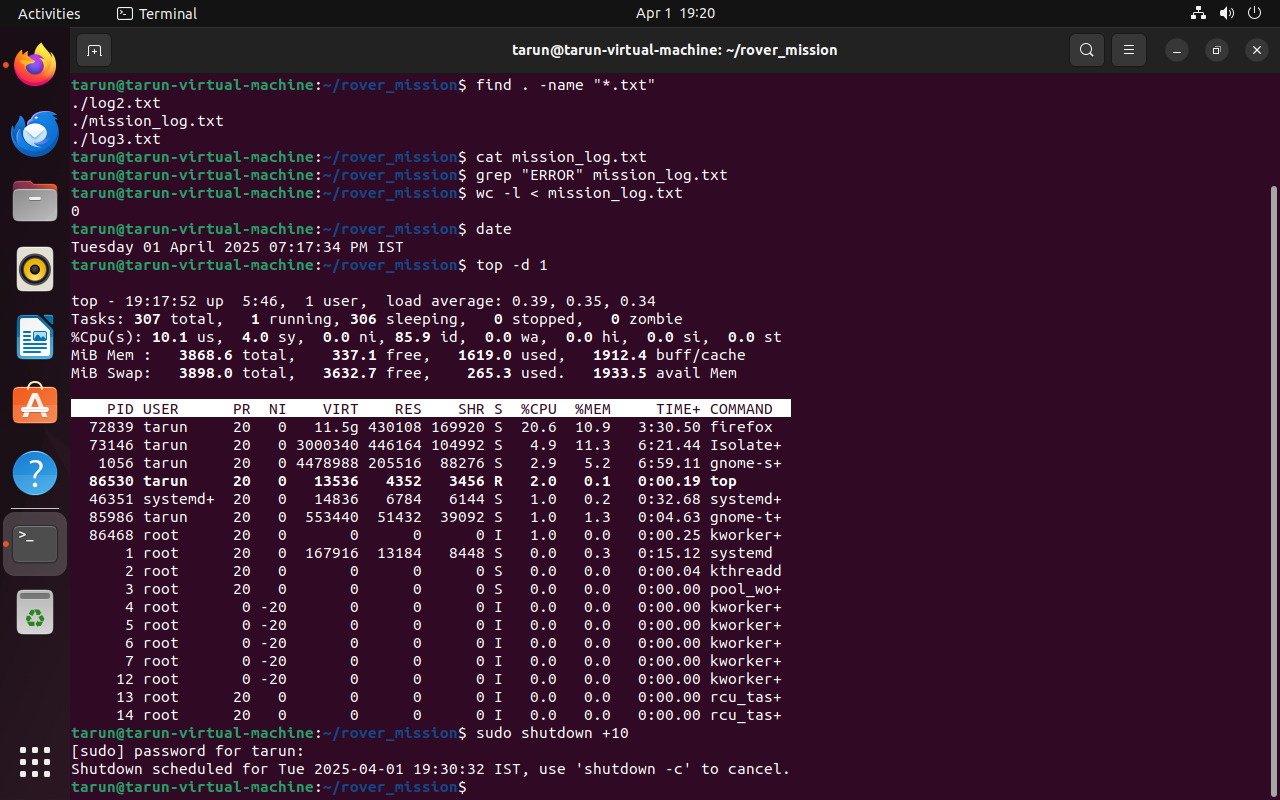 Activities Terminal Apr 1 19:20
tarun@tarun-virtual-machine: ~/rover_mission
tarun@tarun-virtual-machine:~/rover_mission$ find . -name "*.txt"
./log2.txt
./mission_log.txt
./log3.txt
tarun@tarun-virtual-machine:~/rover_mission$ cat mission_log.txt
tarun@tarun-virtual-machine:~/rover_mission$ grep "ERROR" mission_log.txt
tarun@tarun-virtual-machine:~/rover_mission$ wc -l < mission_log.txt
0
tarun@tarun-virtual-machine:~/rover_mission$ date
Tuesday 01 April 2025 07:17:34 PM IST
tarun@tarun-virtual-machine:~/rover_mission$ top -d 1
top - 19:17:52 up  5:46,  1 user,  load average: 0.39, 0.35, 0.34
Tasks: 307 total,   1 running, 306 sleeping,   0 stopped,   0 zombie
%Cpu(s): 10.1 us,  4.0 sy,  0.0 ni, 85.9 id,  0.0 wa,  0.0 hi,  0.0 si,  0.0 st
MiB Mem :   3868.6 total,    337.1 free,   1619.0 used,   1912.4 buff/cache
MiB Swap:   3898.0 total,   3632.7 free,    265.3 used.   1933.5 avail Mem
    PID USER      PR  NI    VIRT    RES    SHR S  %CPU  %MEM     TIME+ COMMAND
  72839 tarun     20   0   11.5g 430108 169920 S  20.6  10.9   3:30.50 firefox
  73146 tarun     20   0 3000340 446164 104992 S   4.9  11.3   6:21.44 Isolate+
   1056 tarun     20   0 4478988 205516  88276 S   2.9   5.2   6:59.11 gnome-s+
  86530 tarun     20   0   13536   4352   3456 R   2.0   0.1   0:00.19 top
  46351 systemd+  20   0   14836   6784   6144 S   1.0   0.2   0:32.68 systemd+
  85986 tarun     20   0  553440  51432  39092 S   1.0   1.3   0:04.63 gnome-t+
  86468 root      20   0       0      0      0 I   1.0   0.0   0:00.25 kworker+
      1 root      20   0  167916  13184   8448 S   0.0   0.3   0:15.12 systemd
      2 root      20   0       0      0      0 S   0.0   0.0   0:00.04 kthreadd
      3 root      20   0       0      0      0 S   0.0   0.0   0:00.00 pool_wo+
      4 root       0 -20       0      0      0 I   0.0   0.0   0:00.00 kworker+
      5 root       0 -20       0      0      0 I   0.0   0.0   0:00.00 kworker+
      6 root       0 -20       0      0      0 I   0.0   0.0   0:00.00 kworker+
      7 root       0 -20       0      0      0 I   0.0   0.0   0:00.00 kworker+
     12 root       0 -20       0      0      0 I   0.0   0.0   0:00.00 kworker+
     13 root      20   0       0      0      0 I   0.0   0.0   0:00.00 rcu_tas+
     14 root      20   0       0      0      0 I   0.0   0.0   0:00.00 rcu_tas+
tarun@tarun-virtual-machine:~/rover_mission$ sudo shutdown +10
[sudo] password for tarun:
Shutdown scheduled for Tue 2025-04-01 19:30:32 IST, use 'shutdown -c' to cancel.
tarun@tarun-virtual-machine:~/rover_mission$